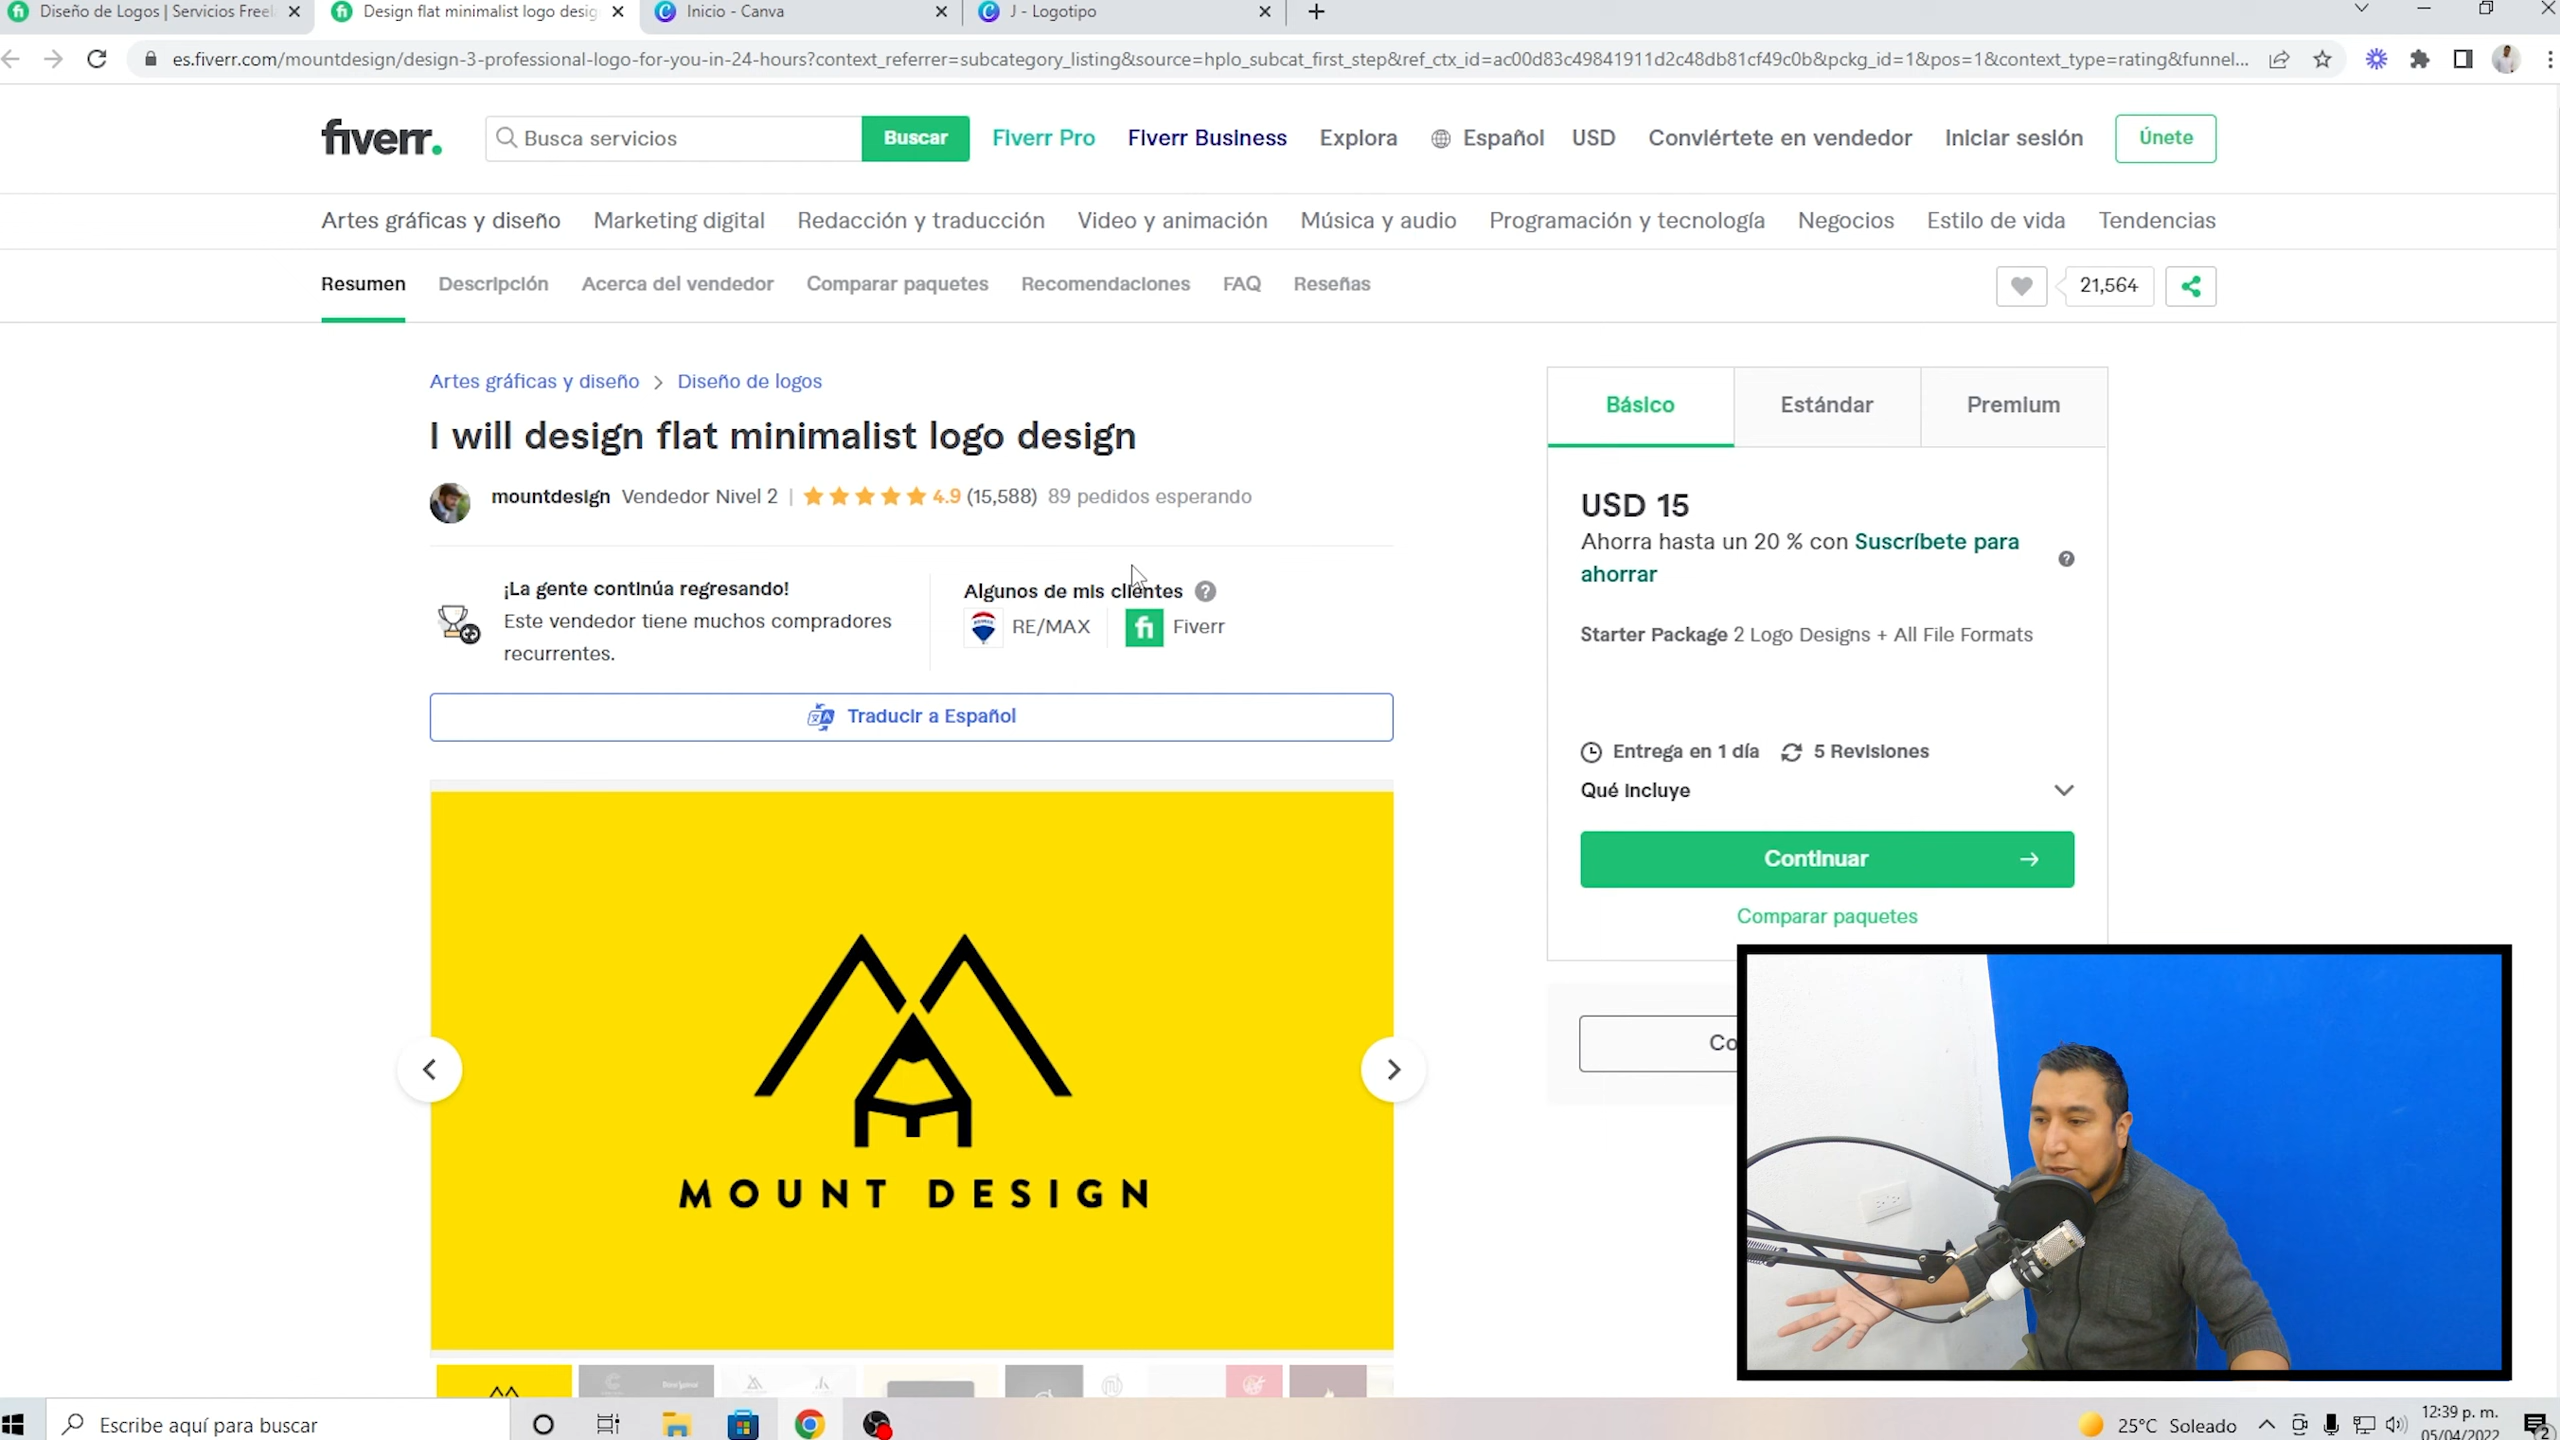 Diseño de Logos | Servicios Freel
Design flat minimalist logo desig
Inicio - Canva
J - Logotipo
es.fiverr.com/mountdesign/design-3-professional-logo-for-you-in-24-hours?context_referrer=subcategory_listing&source=hplo_subcat_first_step&ref_ctx_id=ac00d83c49841911d2c48db81cf49c0b&pckg_id=1&pos=1&context_type=rating&funnel...
fiverr.
Busca servicios
Buscar
Fiverr Pro
Fiverr Business
Explora
Español
USD
Conviértete en vendedor
Iniciar sesión
Únete
Artes gráficas y diseño
Marketing digital
Redacción y traducción
Video y animación
Música y audio
Programación y tecnología
Negocios
Estilo de vida
Tendencias
Resumen
Descripción
Acerca del vendedor
Comparar paquetes
Recomendaciones
FAQ
Reseñas
21,564
Artes gráficas y diseño > Diseño de logos
I will design flat minimalist logo design
mountdesign Vendedor Nivel 2 | 4.9 (15,588) 89 pedidos esperando
¡La gente continúa regresando!
Este vendedor tiene muchos compradores
recurrentes.
Algunos de mis clientes
RE/MAX
fi Fiverr
Traducir a Español
MOUNT DESIGN
Básico
Estándar
Premium
USD 15
Ahorra hasta un 20 % con Suscríbete para
ahorrar
Starter Package 2 Logo Designs + All File Formats
Entrega en 1 día
5 Revisiones
Qué incluye
Continuar
Comparar paquetes
Co
Escribe aquí para buscar
25°C Soleado
12:39 p. m.
05/04/2022
2